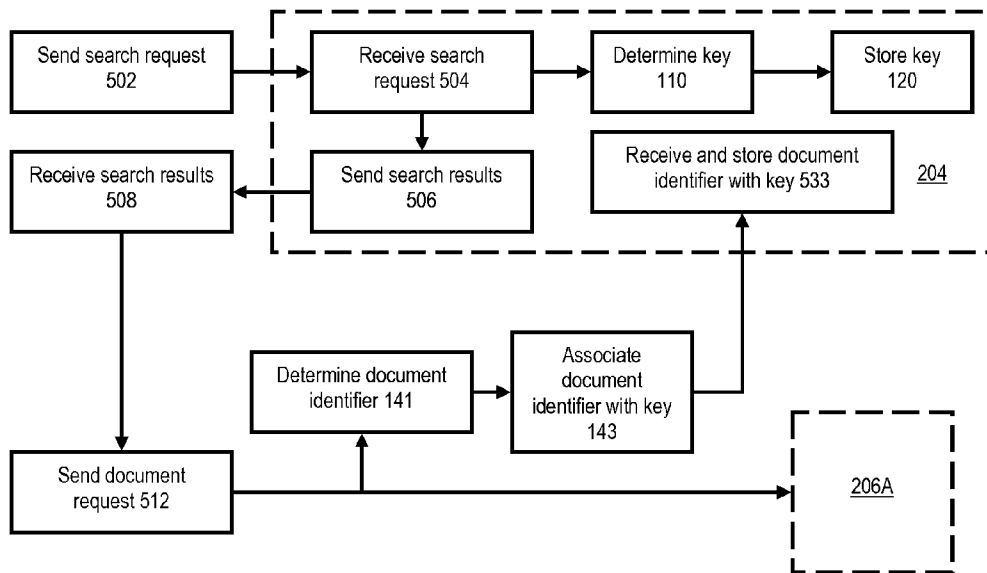 Send search request
502
Receive search
request 504
Determine key
110
Store key
120
Receive search results
508
Send search results
506
Receive and store document
identifier with key 533
204
Determine document
identifier 141
Associate
document
identifier with key
143
Send document
request 512
206A